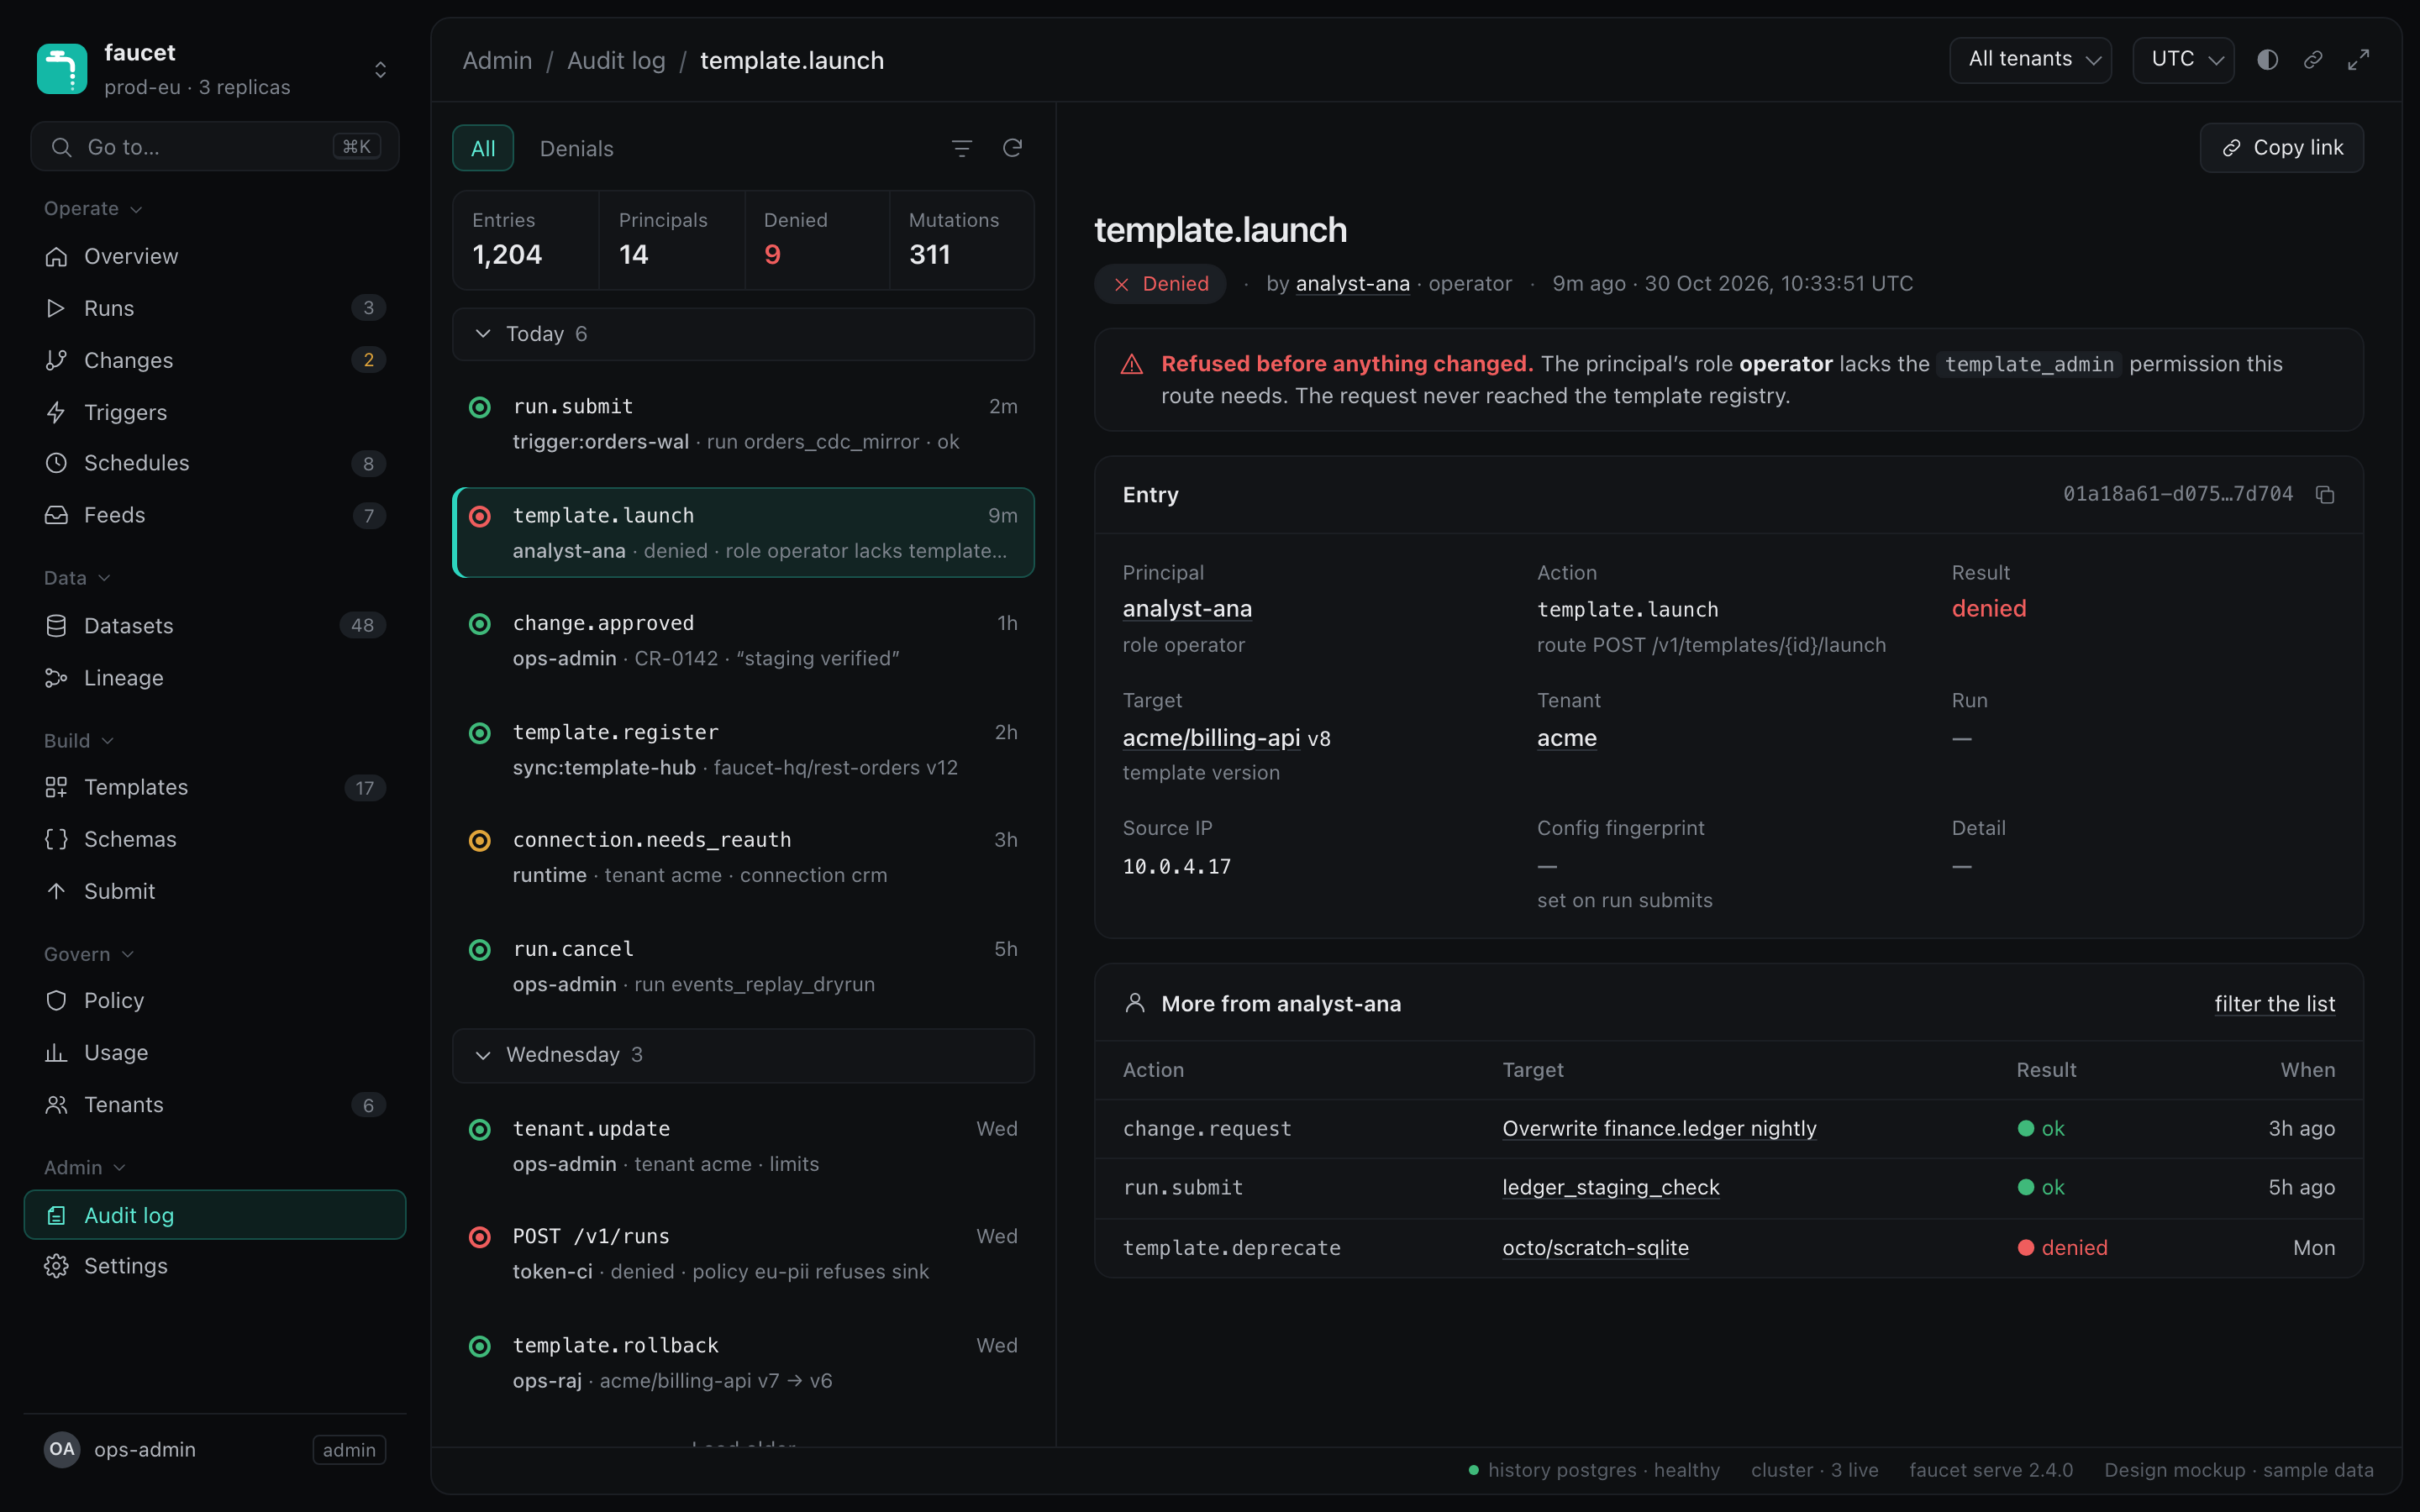 faucet
prod-eu · 3 replicas
Go to… ⌘K
Operate
Overview
Runs 3
Changes 2
Triggers
Schedules 8
Feeds 7
Data
Datasets 48
Lineage
Build
Templates 17
Schemas
Submit
Govern
Policy
Usage
Tenants 6
Admin
Audit log
Settings
OA ops-admin admin
Admin / Audit log / template.launch
All tenants UTC
All Denials
Entries Principals Denied Mutations
1,204 14 9 311
Today 6
run.submit 2m
trigger:orders-wal · run orders_cdc_mirror · ok
template.launch 9m
analyst-ana · denied · role operator lacks template…
change.approved 1h
ops-admin · CR-0142 · “staging verified”
template.register 2h
sync:template-hub · faucet-hq/rest-orders v12
connection.needs_reauth 3h
runtime · tenant acme · connection crm
run.cancel 5h
ops-admin · run events_replay_dryrun
Wednesday 3
tenant.update Wed
ops-admin · tenant acme · limits
POST /v1/runs Wed
token-ci · denied · policy eu-pii refuses sink
template.rollback Wed
ops-raj · acme/billing-api v7 → v6
Copy link
template.launch
Denied · by analyst-ana · operator · 9m ago · 30 Oct 2026, 10:33:51 UTC
Refused before anything changed. The principal’s role operator lacks the template_admin permission this
route needs. The request never reached the template registry.
Entry 01a18a61-d075…7d704
Principal Action Result
analyst-ana template.launch denied
role operator route POST /v1/templates/{id}/launch
Target Tenant Run
acme/billing-api v8 acme —
template version
Source IP Config fingerprint Detail
10.0.4.17 — —
set on run submits
More from analyst-ana filter the list
Action Target Result When
change.request Overwrite finance.ledger nightly ok 3h ago
run.submit ledger_staging_check ok 5h ago
template.deprecate octo/scratch-sqlite denied Mon
history postgres · healthy cluster · 3 live faucet serve 2.4.0 Design mockup · sample data